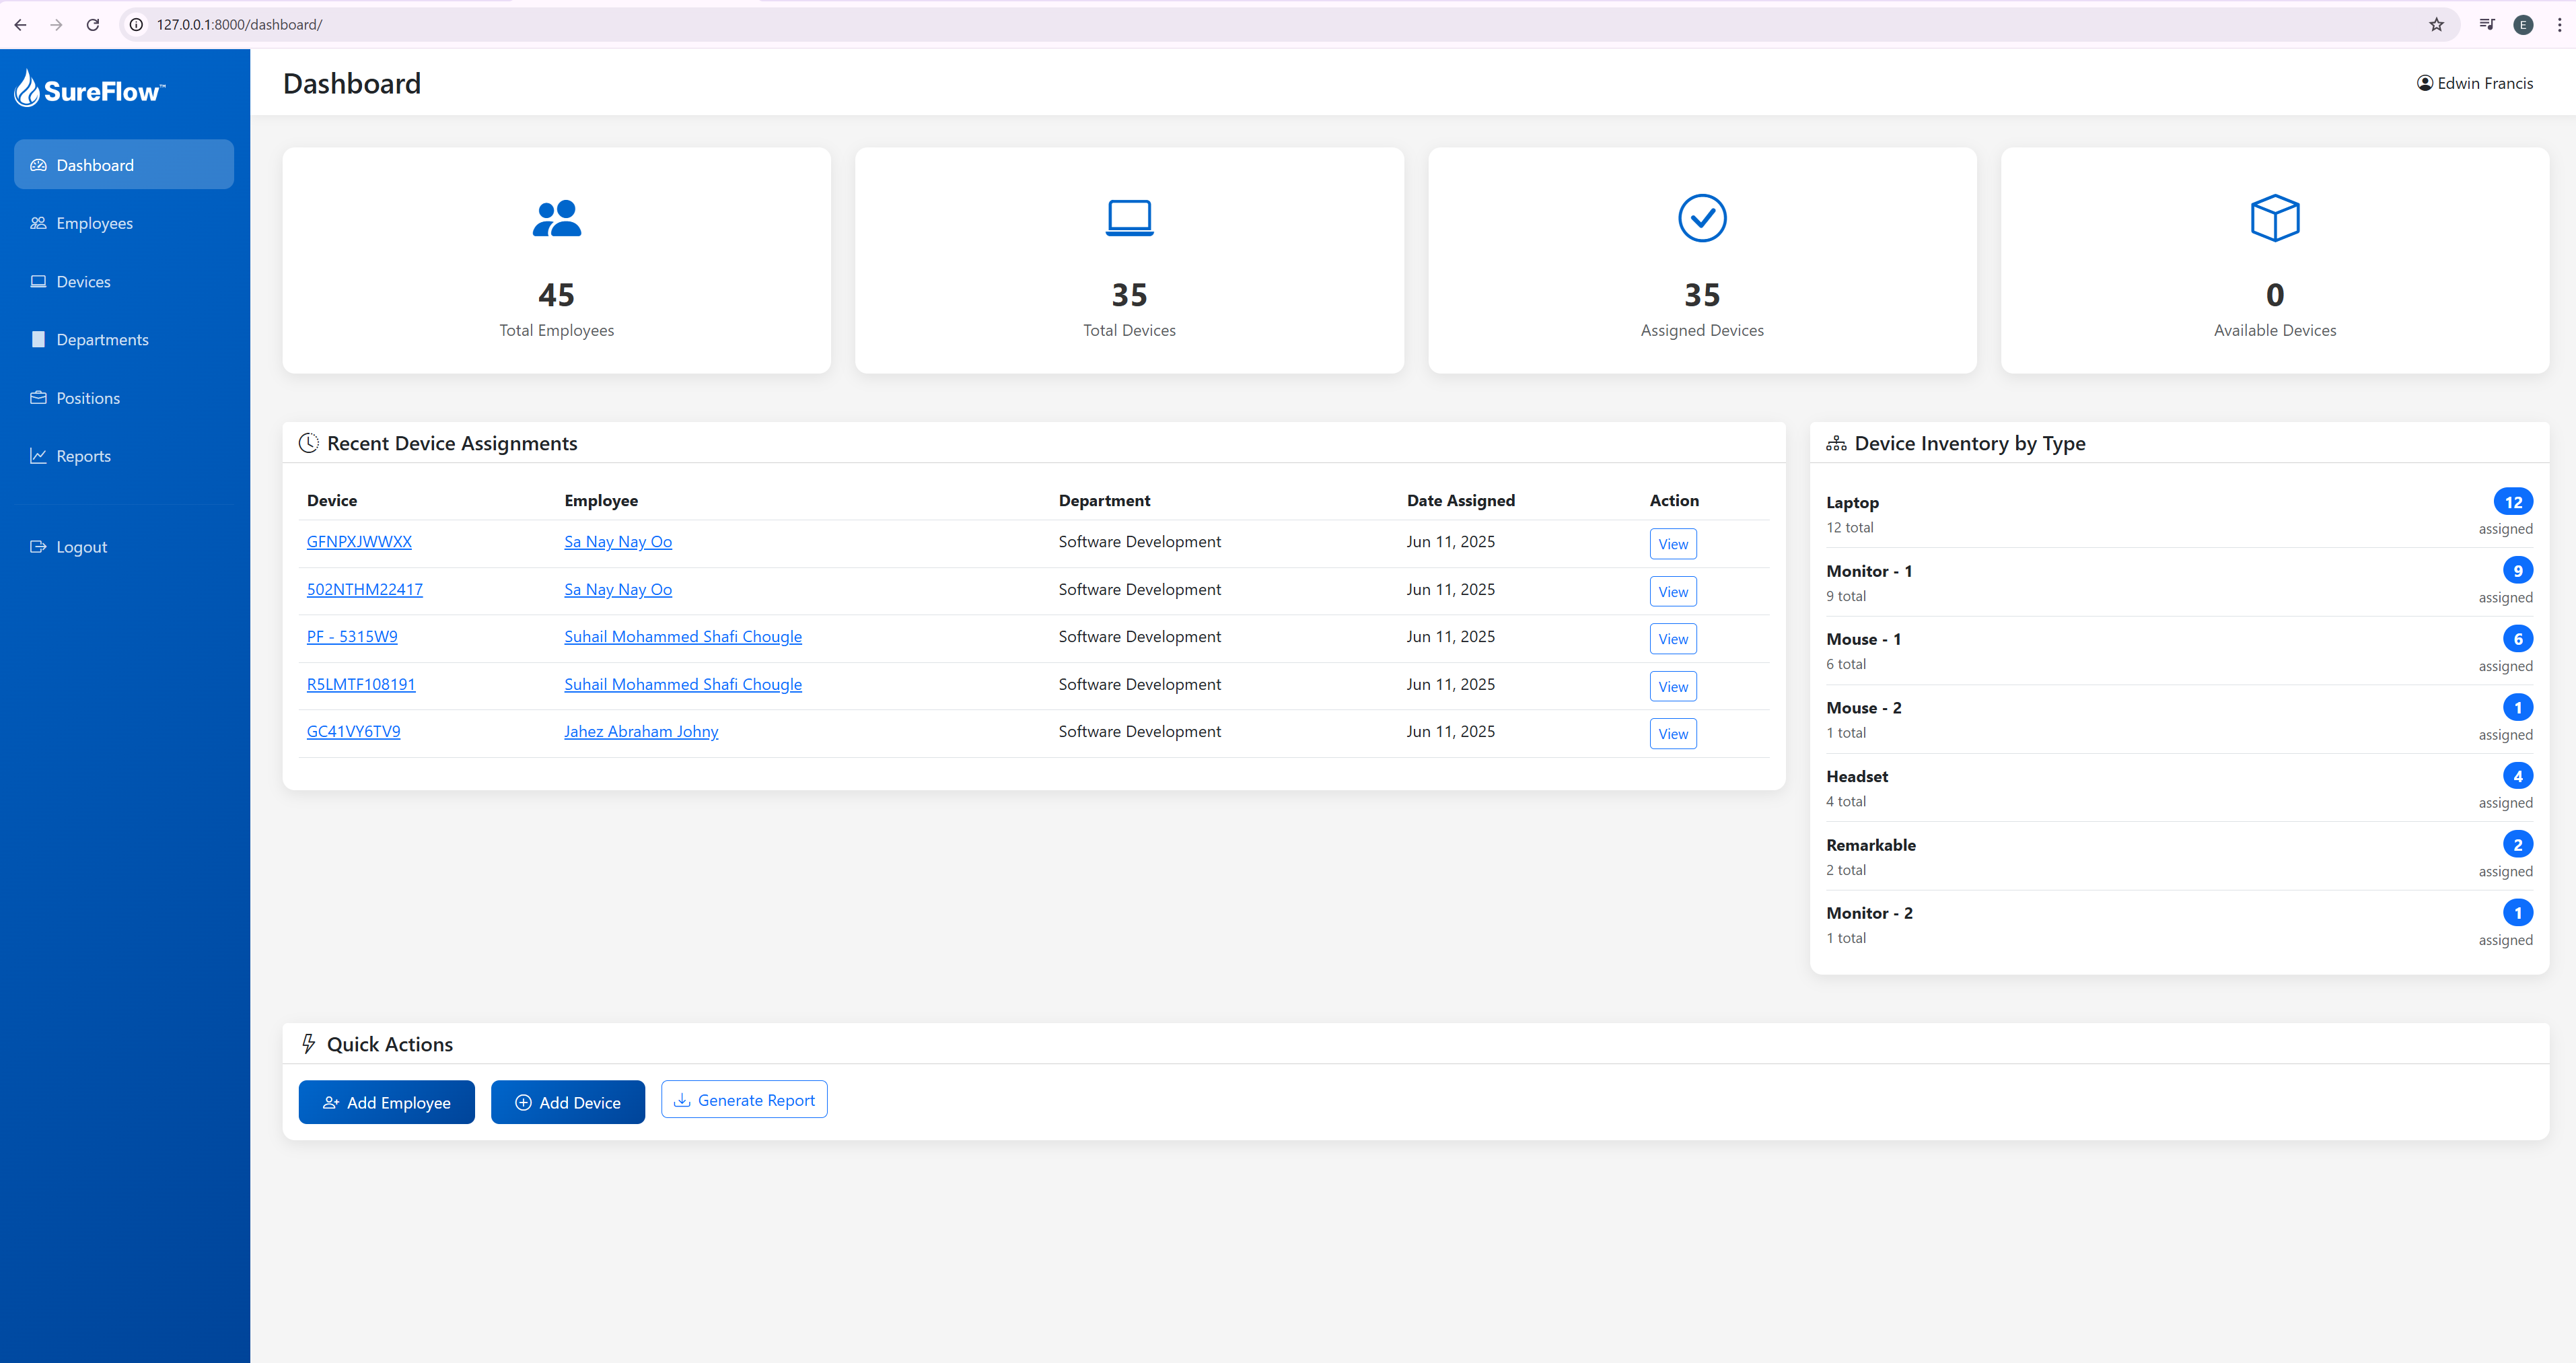 127.0.0.1:8000/dashboard/
E
SureFlow™
Dashboard
Employees
Devices
Departments
Positions
Reports
Logout
Dashboard
Edwin Francis
45
Total Employees
35
Total Devices
35
Assigned Devices
0
Available Devices
Recent Device Assignments
Device Employee Department Date Assigned Action
GFNPXJWWXX Sa Nay Nay Oo Software Development Jun 11, 2025 View
502NTHM22417 Sa Nay Nay Oo Software Development Jun 11, 2025 View
PF - 5315W9 Suhail Mohammed Shafi Chougle Software Development Jun 11, 2025 View
R5LMTF108191 Suhail Mohammed Shafi Chougle Software Development Jun 11, 2025 View
GC41VY6TV9 Jahez Abraham Johny Software Development Jun 11, 2025 View
Device Inventory by Type
Laptop 12
12 total assigned
Monitor - 1 9
9 total assigned
Mouse - 1 6
6 total assigned
Mouse - 2 1
1 total assigned
Headset 4
4 total assigned
Remarkable 2
2 total assigned
Monitor - 2 1
1 total assigned
Quick Actions
Add Employee Add Device Generate Report